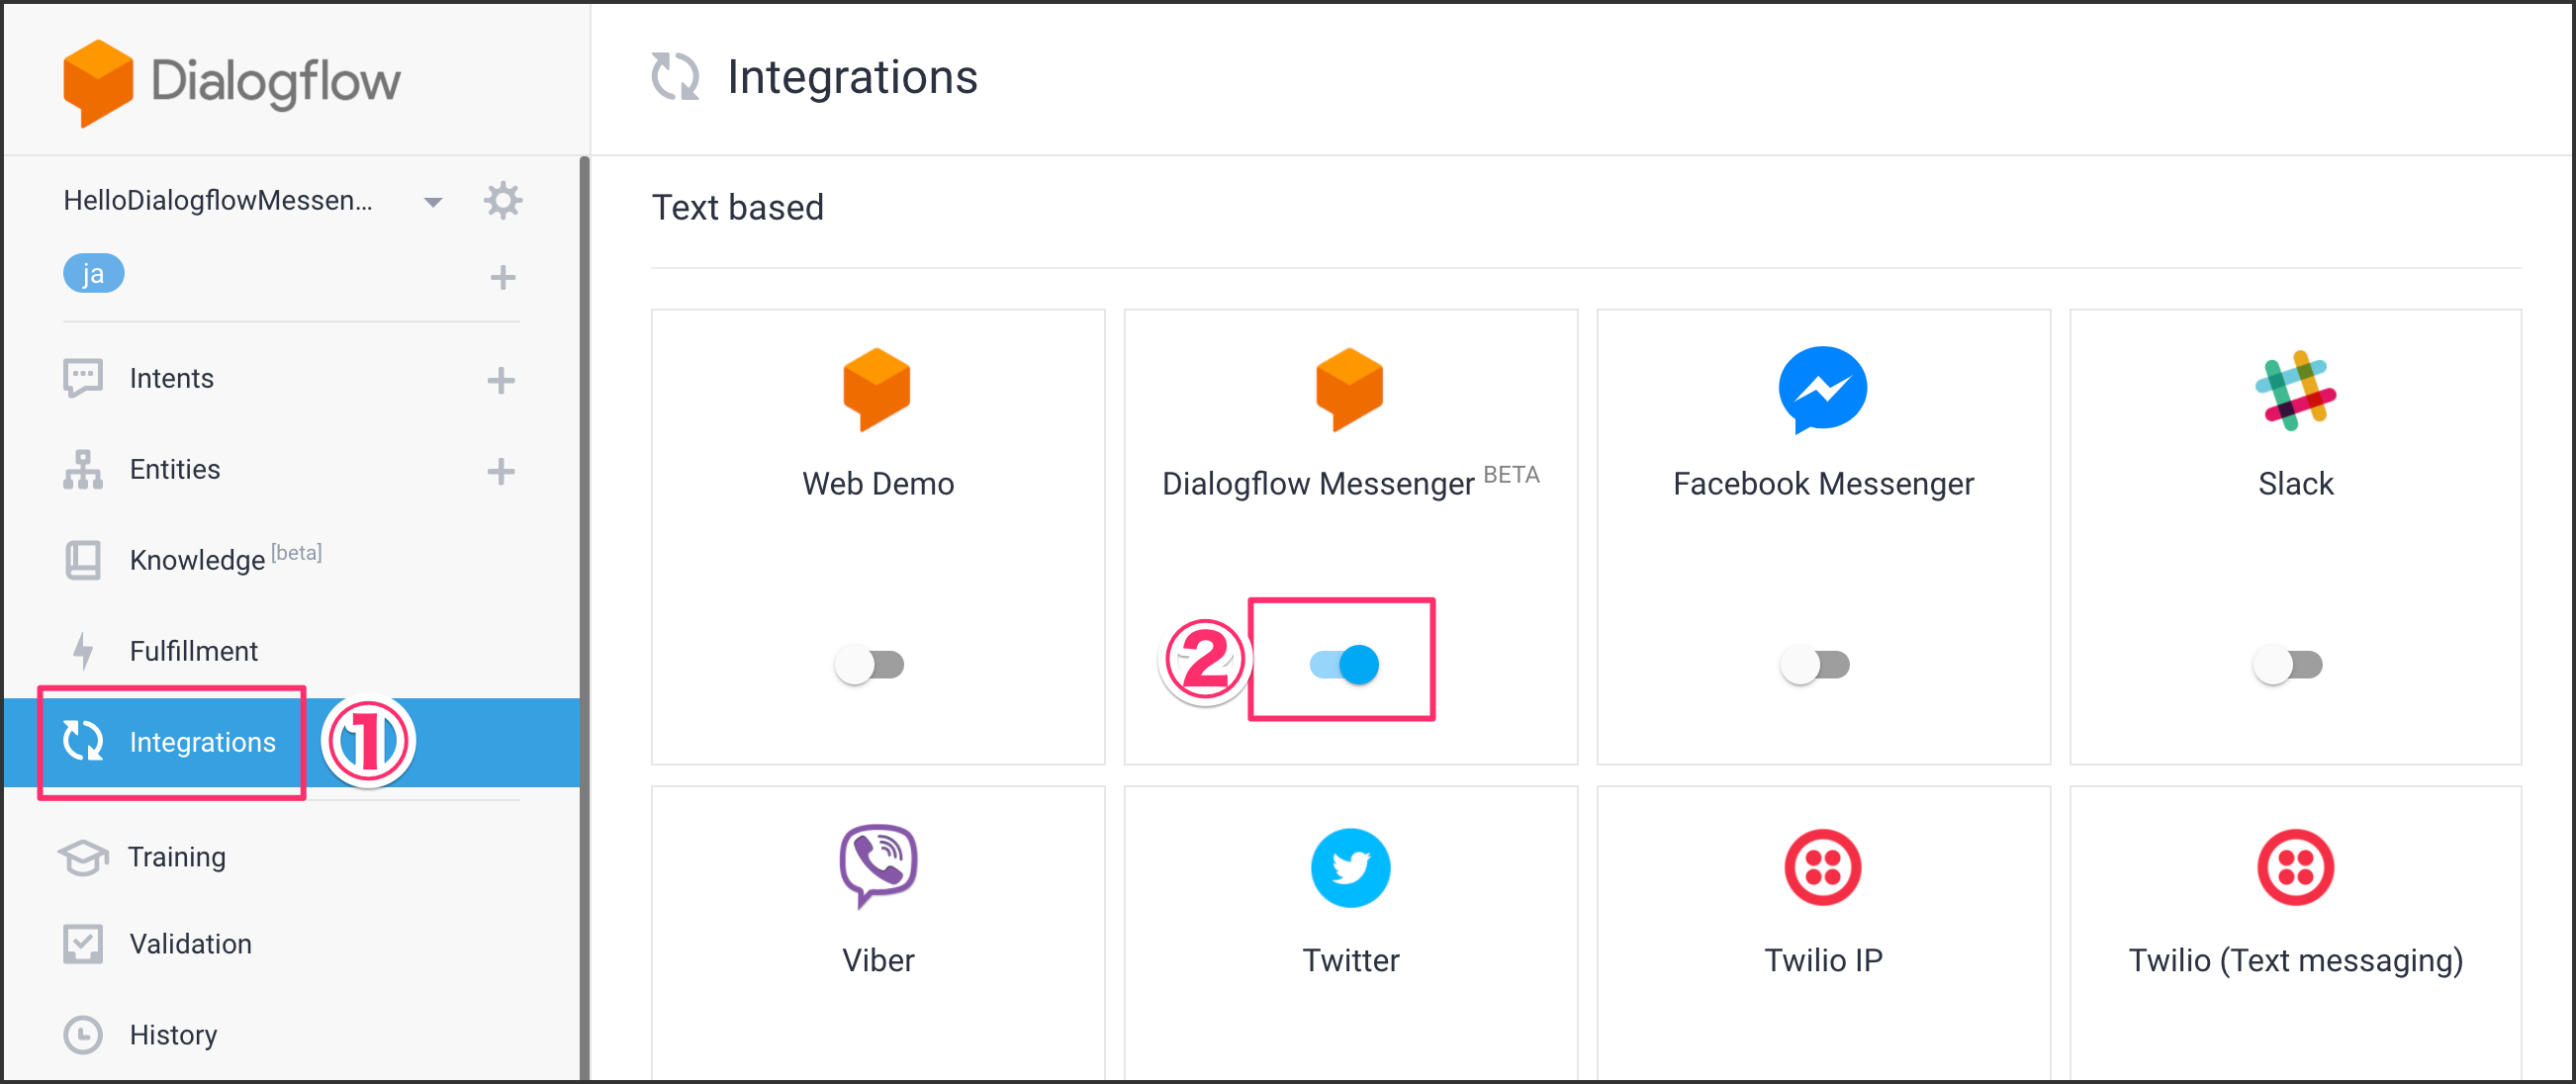 Dialogflow
HelloDialogflowMessen...
ja
Intents
Entities
Knowledge [beta]
Fulfillment
Integrations
①
Training
Validation
History
Integrations
Text based
Web Demo
Dialogflow Messenger BETA
Facebook Messenger
Slack
②
Viber
Twitter
Twilio IP
Twilio (Text messaging)